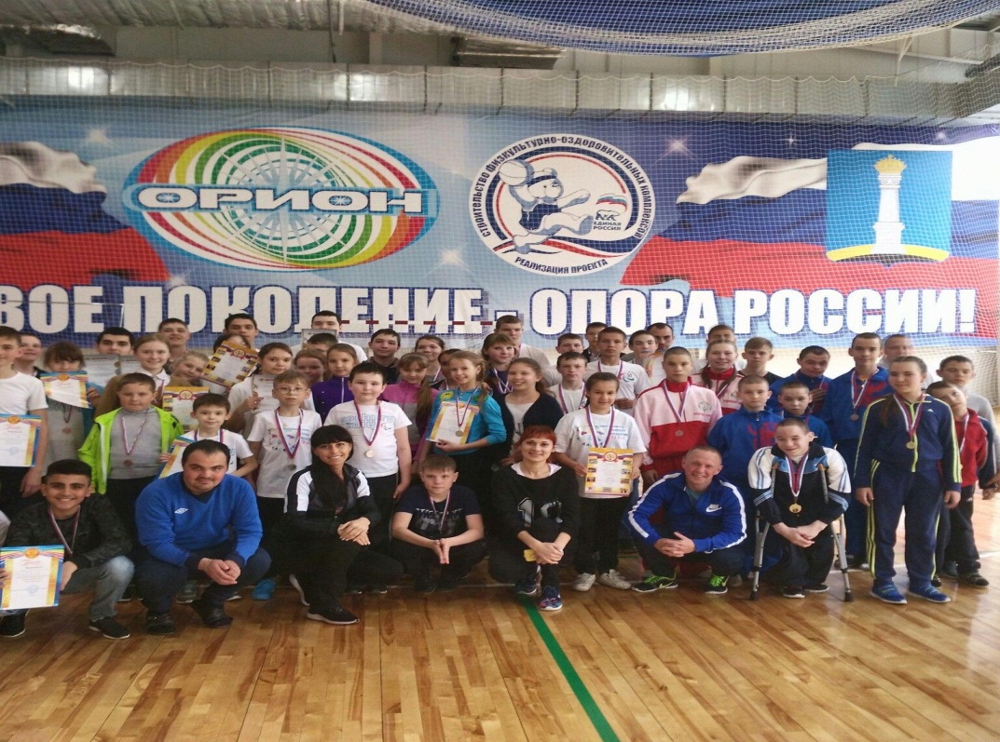 ОРИОН
СТРОИТЕЛЬСТВО ФИЗКУЛЬТУРНО-ОЗДОРОВИТЕЛЬНЫХ КОМПЛЕКСОВ
ЕДИНАЯ
РОССИЯ
РЕАЛИЗАЦИЯ ПРОЕКТА
ВОЕ ПОКОЛЕНИЕ - ОПОРА РОССИИ!